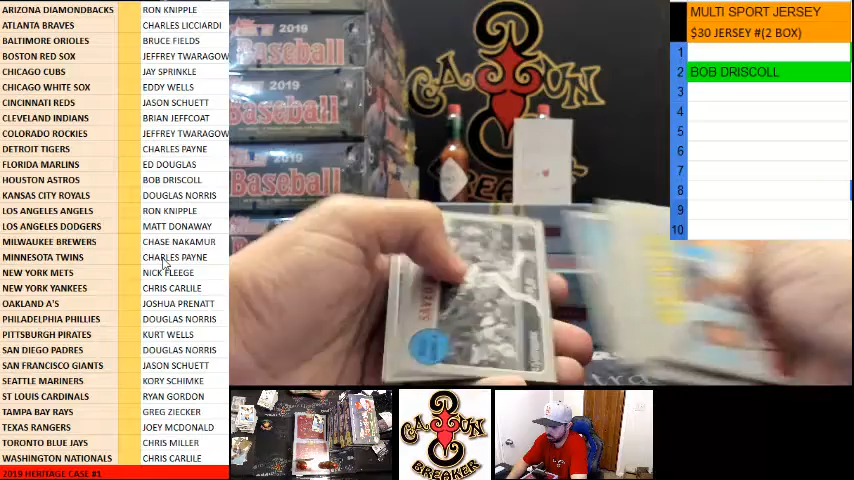 ARIZONA DIAMONDBACKS RON KNIPPLE
ATLANTA BRAVES CHARLES LICCIARDI
BALTIMORE ORIOLES BRUCE FIELDS
BOSTON RED SOX JEFFREY TWARAGOW
CHICAGO CUBS JAY SPRINKLE
CHICAGO WHITE SOX EDDY WELLS
CINCINNATI REDS JASON SCHUETT
CLEVELAND INDIANS BRIAN JEFFCOAT
COLORADO ROCKIES JEFFREY TWARAGOW
DETROIT TIGERS CHARLES PAYNE
FLORIDA MARLINS ED DOUGLAS
HOUSTON ASTROS BOB DRISCOLL
KANSAS CITY ROYALS DOUGLAS NORRIS
LOS ANGELES ANGELS RON KNIPPLE
LOS ANGELES DODGERS MATT DONAWAY
MILWAUKEE BREWERS CHASE NAKAMUR
MINNESOTA TWINS CHARLES PAYNE
NEW YORK METS NICK FLEEGE
NEW YORK YANKEES CHRIS CARLILE
OAKLAND A'S JOSHUA PRENATT
PHILADELPHIA PHILLIES DOUGLAS NORRIS
PITTSBURGH PIRATES KURT WELLS
SAN DIEGO PADRES DOUGLAS NORRIS
SAN FRANCISCO GIANTS JASON SCHUETT
SEATTLE MARINERS KORY SCHIMKE
ST LOUIS CARDINALS RYAN GORDON
TAMPA BAY RAYS GREG ZIECKER
TEXAS RANGERS JOEY MCDONALD
TORONTO BLUE JAYS CHRIS MILLER
WASHINGTON NATIONALS CHRIS CARLILE
2019 HERITAGE CASE #1
2019
Baseball
2019
Baseball
2019
Baseball
CAJUN
BREAKER
SAVED
CAJUN
BREAKER
MULTI SPORT JERSEY
$30 JERSEY #(2 BOX)
1
2 BOB DRISCOLL
3
4
5
6
7
8
9
10